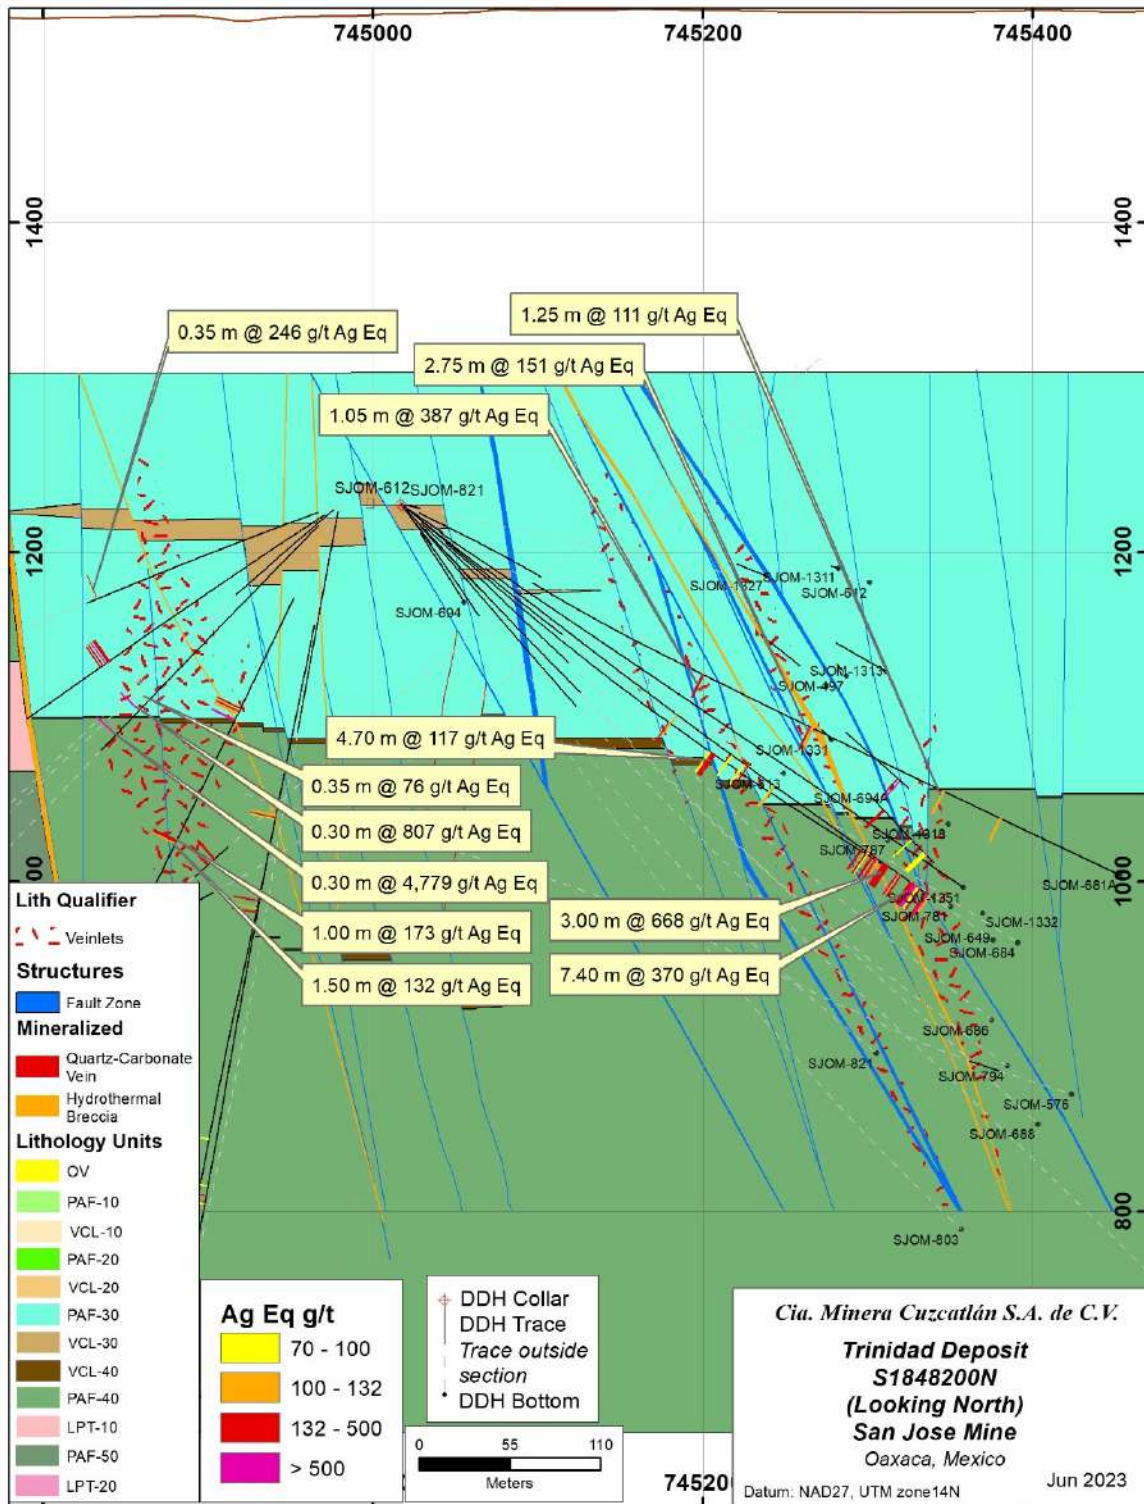 745000
745200
745400
1400
1400
1.25 m @ 111 g/t Ag Eq
0.35 m @ 246 g/t Ag Eq
2.75 m @ 151 g/t Ag Eq
1.05 m @ 387 g/t Ag Eq
SJOM-612
SJOM-821
1200
1200
SJOM-1311
SJOM-1327
SJOM-612
SJOM-694
SJOM-1313
SJOM-497
4.70 m @ 117 g/t Ag Eq
SJOM-1331
0.35 m @ 76 g/t Ag Eq
SJOM-513
SJOM-694A
0.30 m @ 807 g/t Ag Eq
SJOM-1318
SJOM-787
0.30 m @ 4,779 g/t Ag Eq
SJOM-681A
1000
SJOM-1351
3.00 m @ 668 g/t Ag Eq
SJOM-781
SJOM-1332
1.00 m @ 173 g/t Ag Eq
SJOM-649
SJOM-684
7.40 m @ 370 g/t Ag Eq
1.50 m @ 132 g/t Ag Eq
SJOM-686
SJOM-821
SJOM-794
SJOM-576
SJOM-688
800
SJOM-803
Lith Qualifier
Veinlets
Structures
Fault Zone
Mineralized
Quartz-Carbonate
Vein
Hydrothermal
Breccia
Lithology Units
OV
PAF-10
VCL-10
PAF-20
VCL-20
PAF-30
VCL-30
VCL-40
PAF-40
LPT-10
PAF-50
LPT-20
Ag Eq g/t
70 - 100
100 - 132
132 - 500
> 500
DDH Collar
DDH Trace
Trace outside
section
DDH Bottom
0 55 110
Meters
Cia. Minera Cuzcatlán S.A. de C.V.
Trinidad Deposit
S1848200N
(Looking North)
San Jose Mine
Oaxaca, Mexico
Jun 2023
Datum: NAD27, UTM zone14N